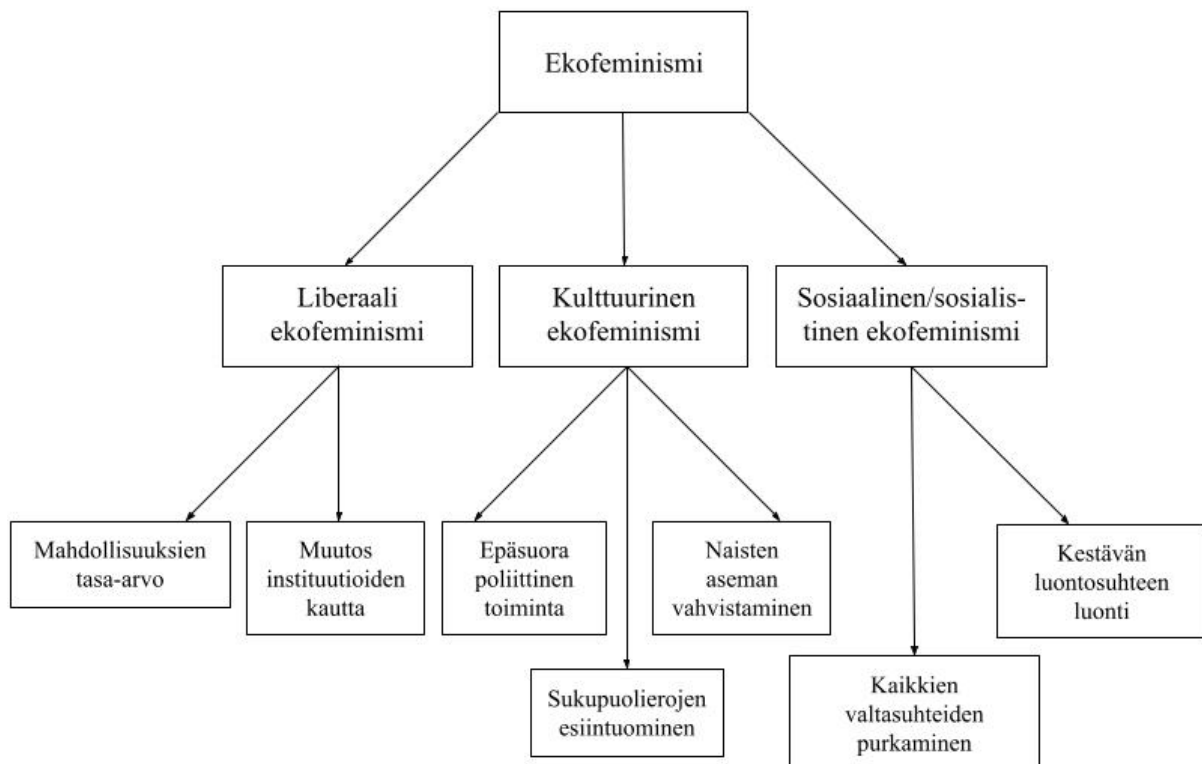 Ekofeminismi
Liberaali
ekofeminismi
Kulttuurinen
ekofeminismi
Sosiaalinen/sosialis-
tinen ekofeminismi
Mahdollisuuksien
tasa-arvo
Muutos
instituutioiden
kautta
Epäsuora
poliittinen
toiminta
Naisten
aseman
vahvistaminen
Kestävän
luontosuhteen
luonti
Sukupuolierojen
esiintuominen
Kaikkien
valtasuhteiden
purkaminen